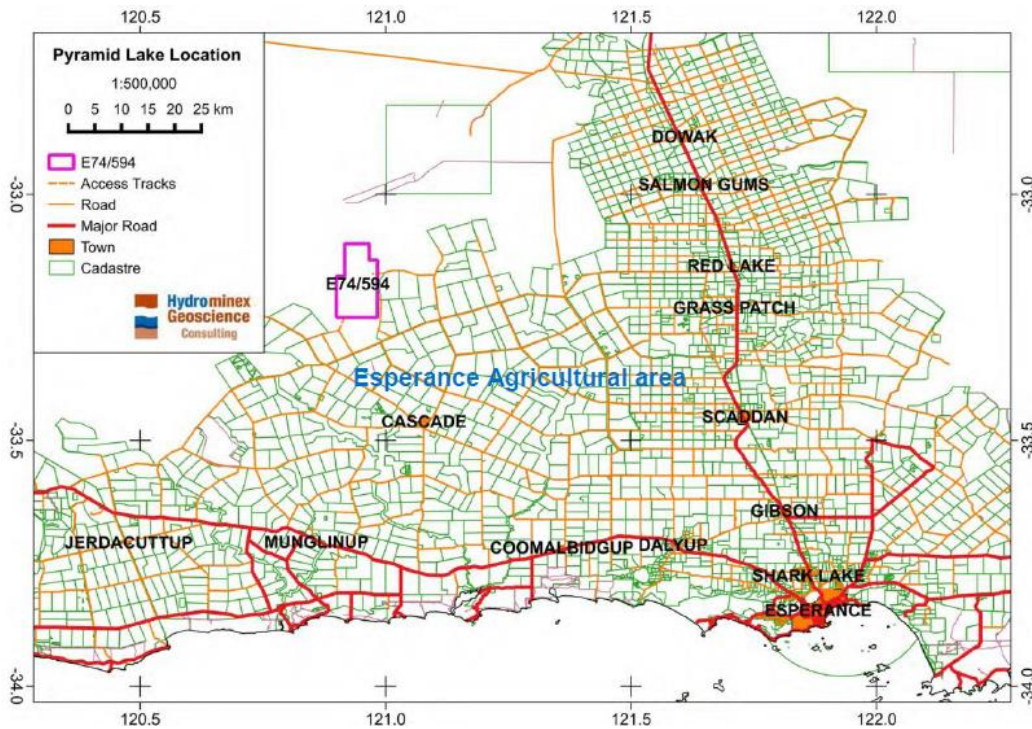 120.5 121.0 121.5 122.0
Pyramid Lake Location
1:500,000
0 5 10 15 20 25 km
E74/594
Access Tracks
Road
Major Road
Town
Cadastre
Hydrominex
Geoscience
Consulting
DOWAK
-33.0 SALMON GUMS -33.0
RED LAKE
E74/594
GRASS PATCH
Esperance Agricultural area
SCADDAN
CASCADE
-33.5 -33.5
GIBSON
JERDACUTTUP MUNGLINUP COOMALBIDGUP DALYUP
SHARK LAKE
ESPERANCE
-34.0 -34.0
120.5 121.0 121.5 122.0